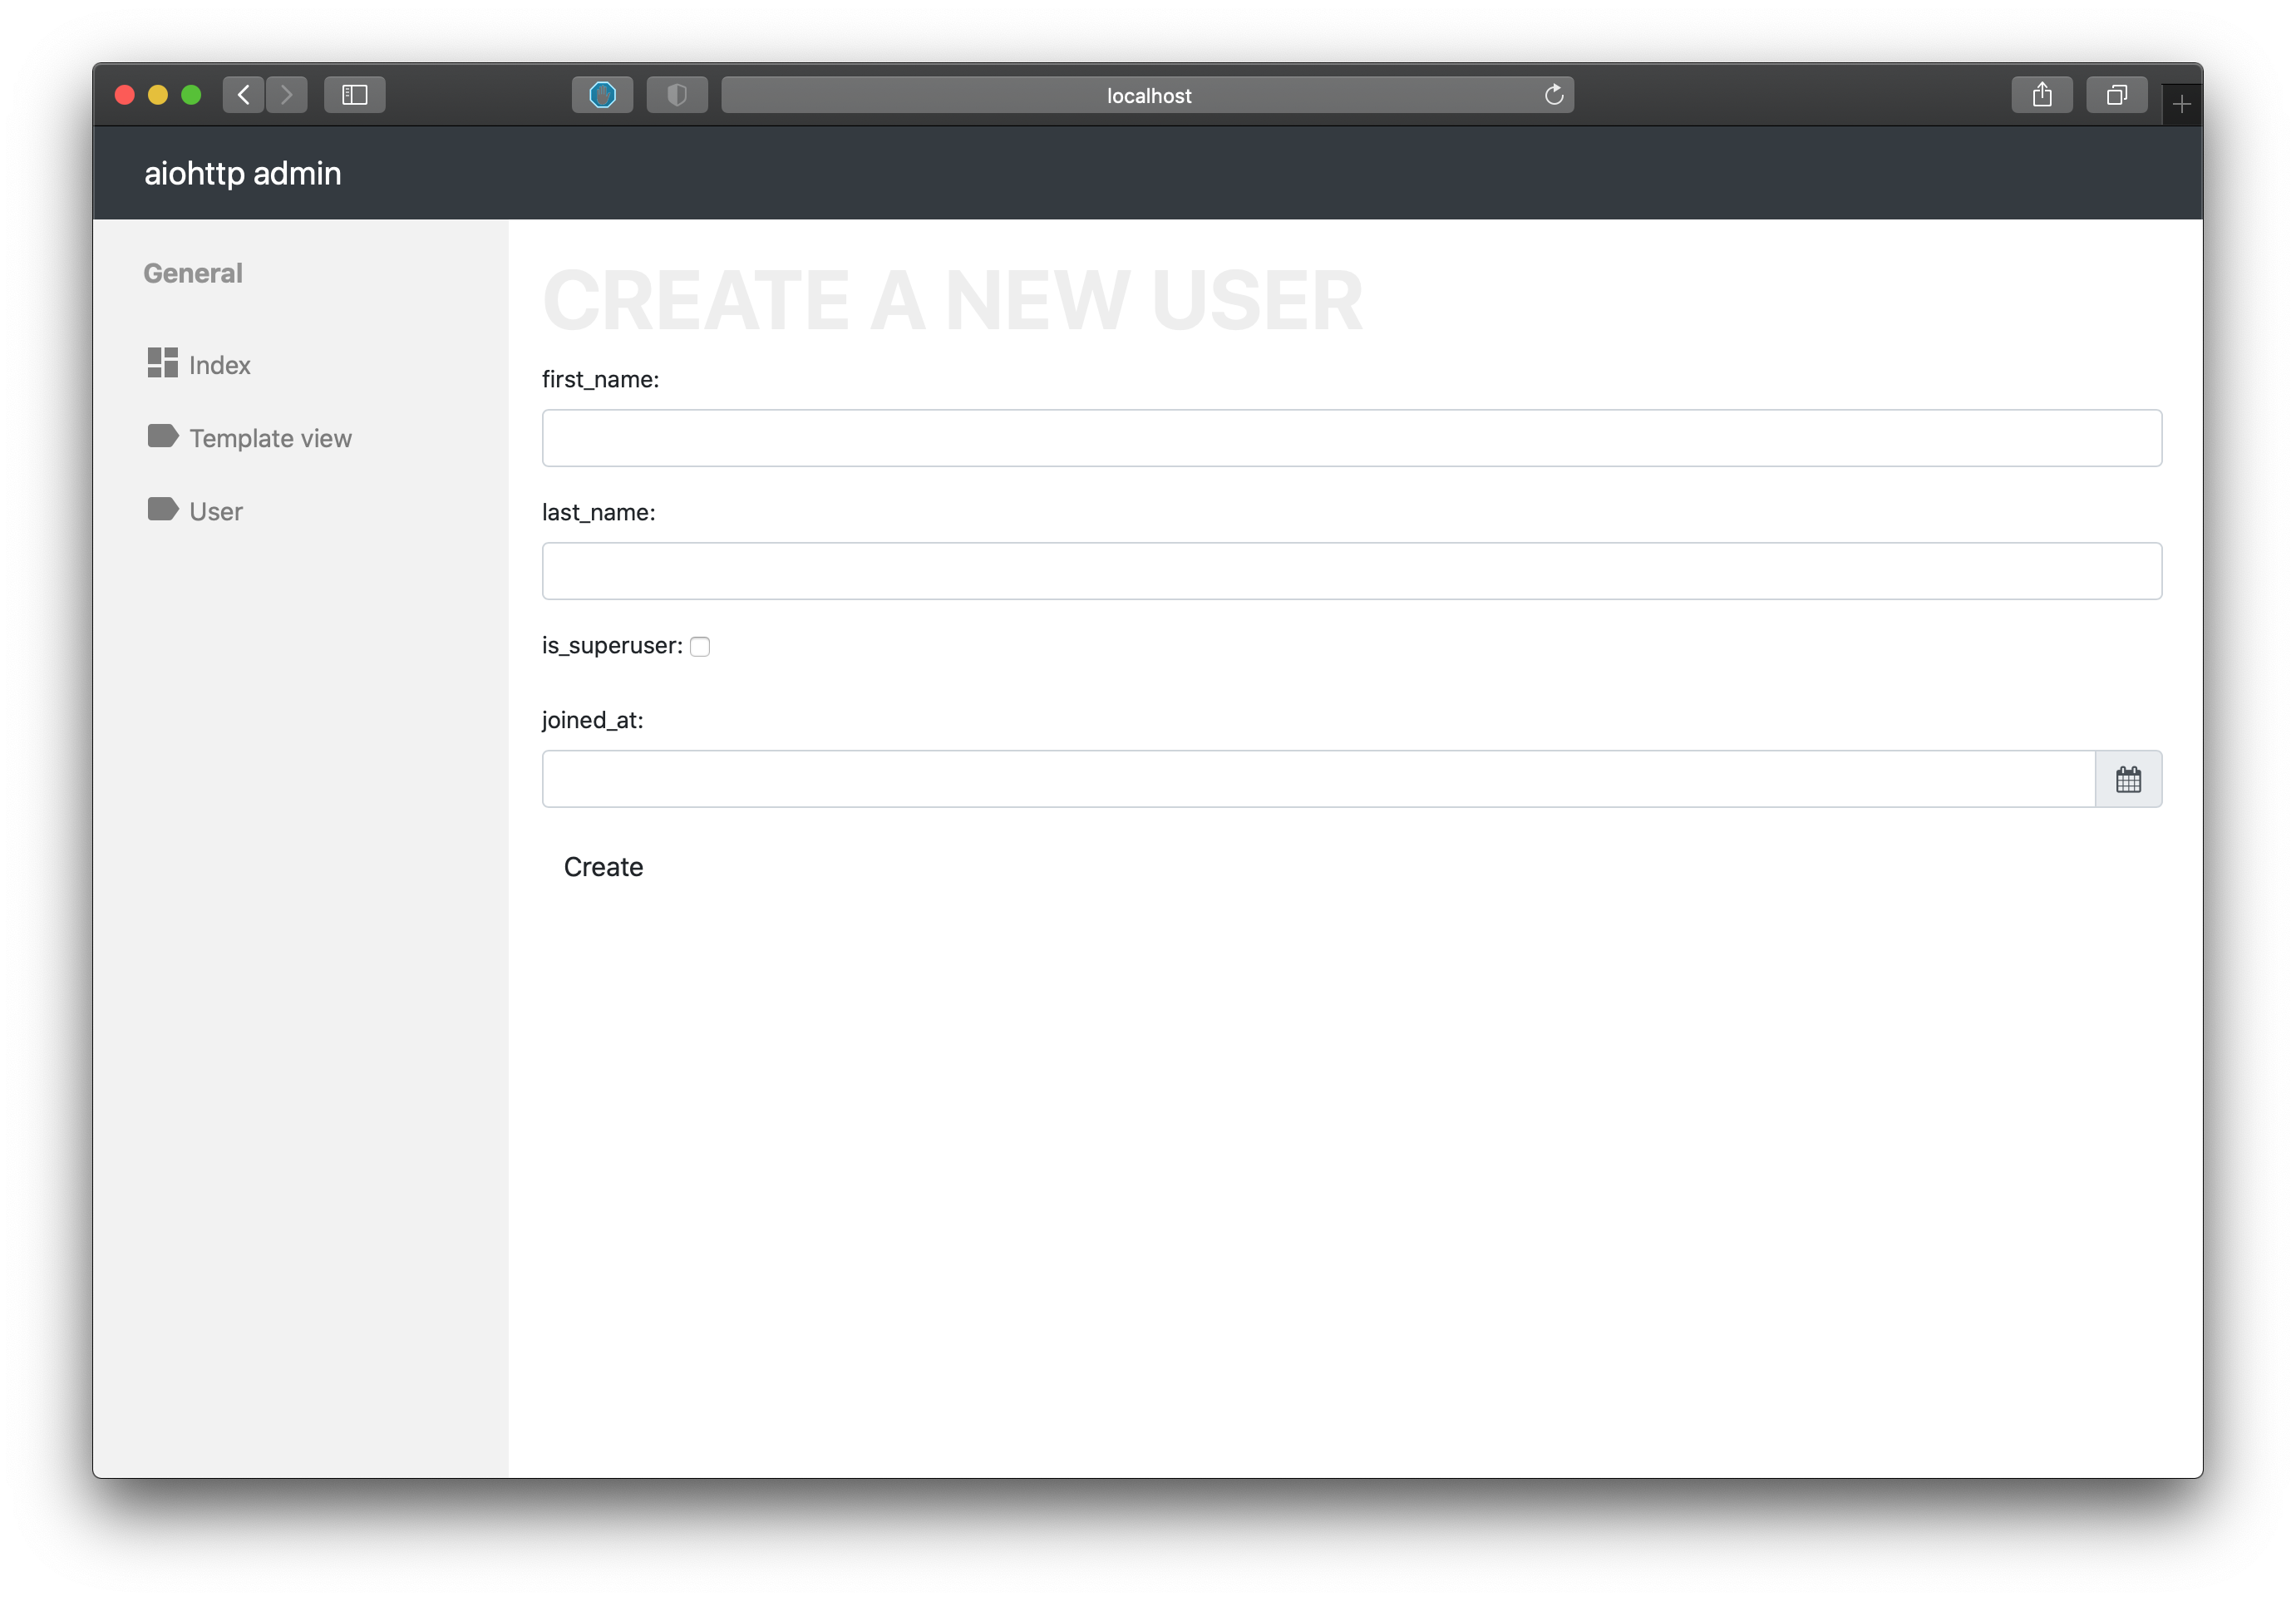 localhost
aiohttp admin
General
Index
Template view
User
CREATE A NEW USER
first_name:
last_name:
is_superuser:
joined_at:
Create